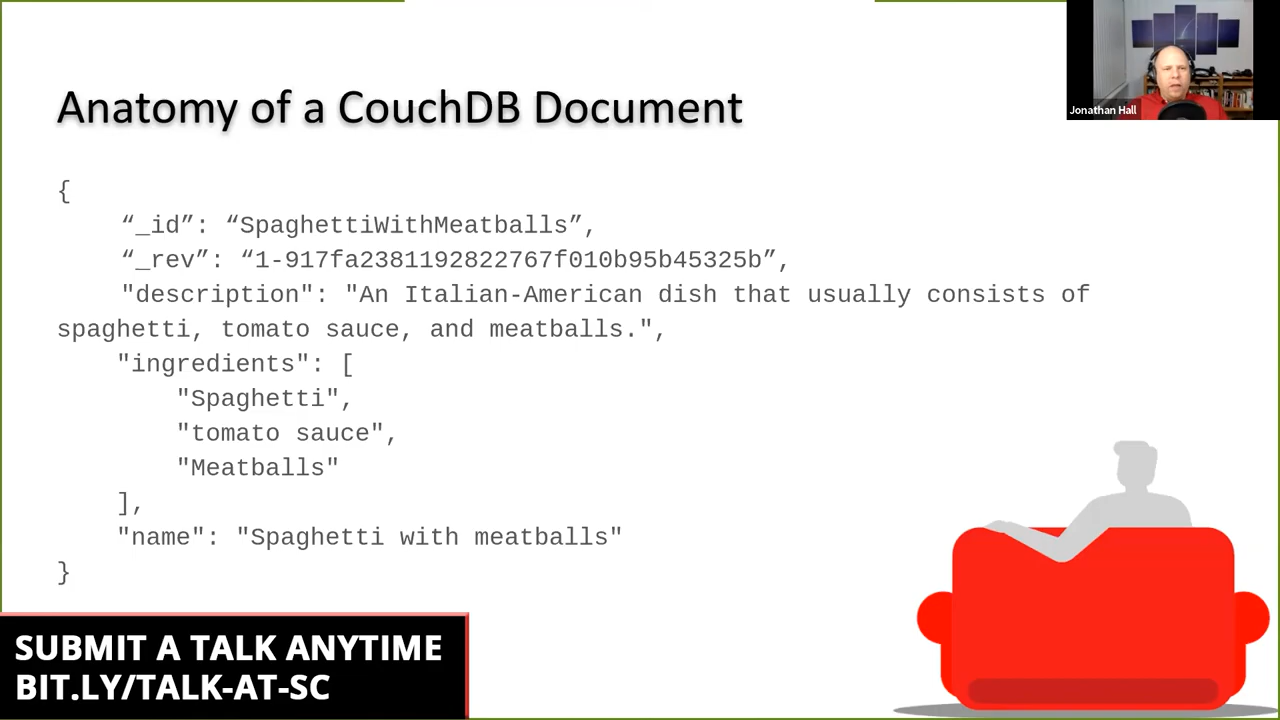 Anatomy of a CouchDB Document
Jonathan Hall
{
“_id”: “SpaghettiWithMeatballs”,
“_rev”: “1-917fa2381192822767f010b95b45325b”,
"description": "An Italian-American dish that usually consists of
spaghetti, tomato sauce, and meatballs.",
"ingredients": [
"Spaghetti",
"tomato sauce",
"Meatballs"
],
"name": "Spaghetti with meatballs"
}
SUBMIT A TALK ANYTIME
BIT.LY/TALK-AT-SC